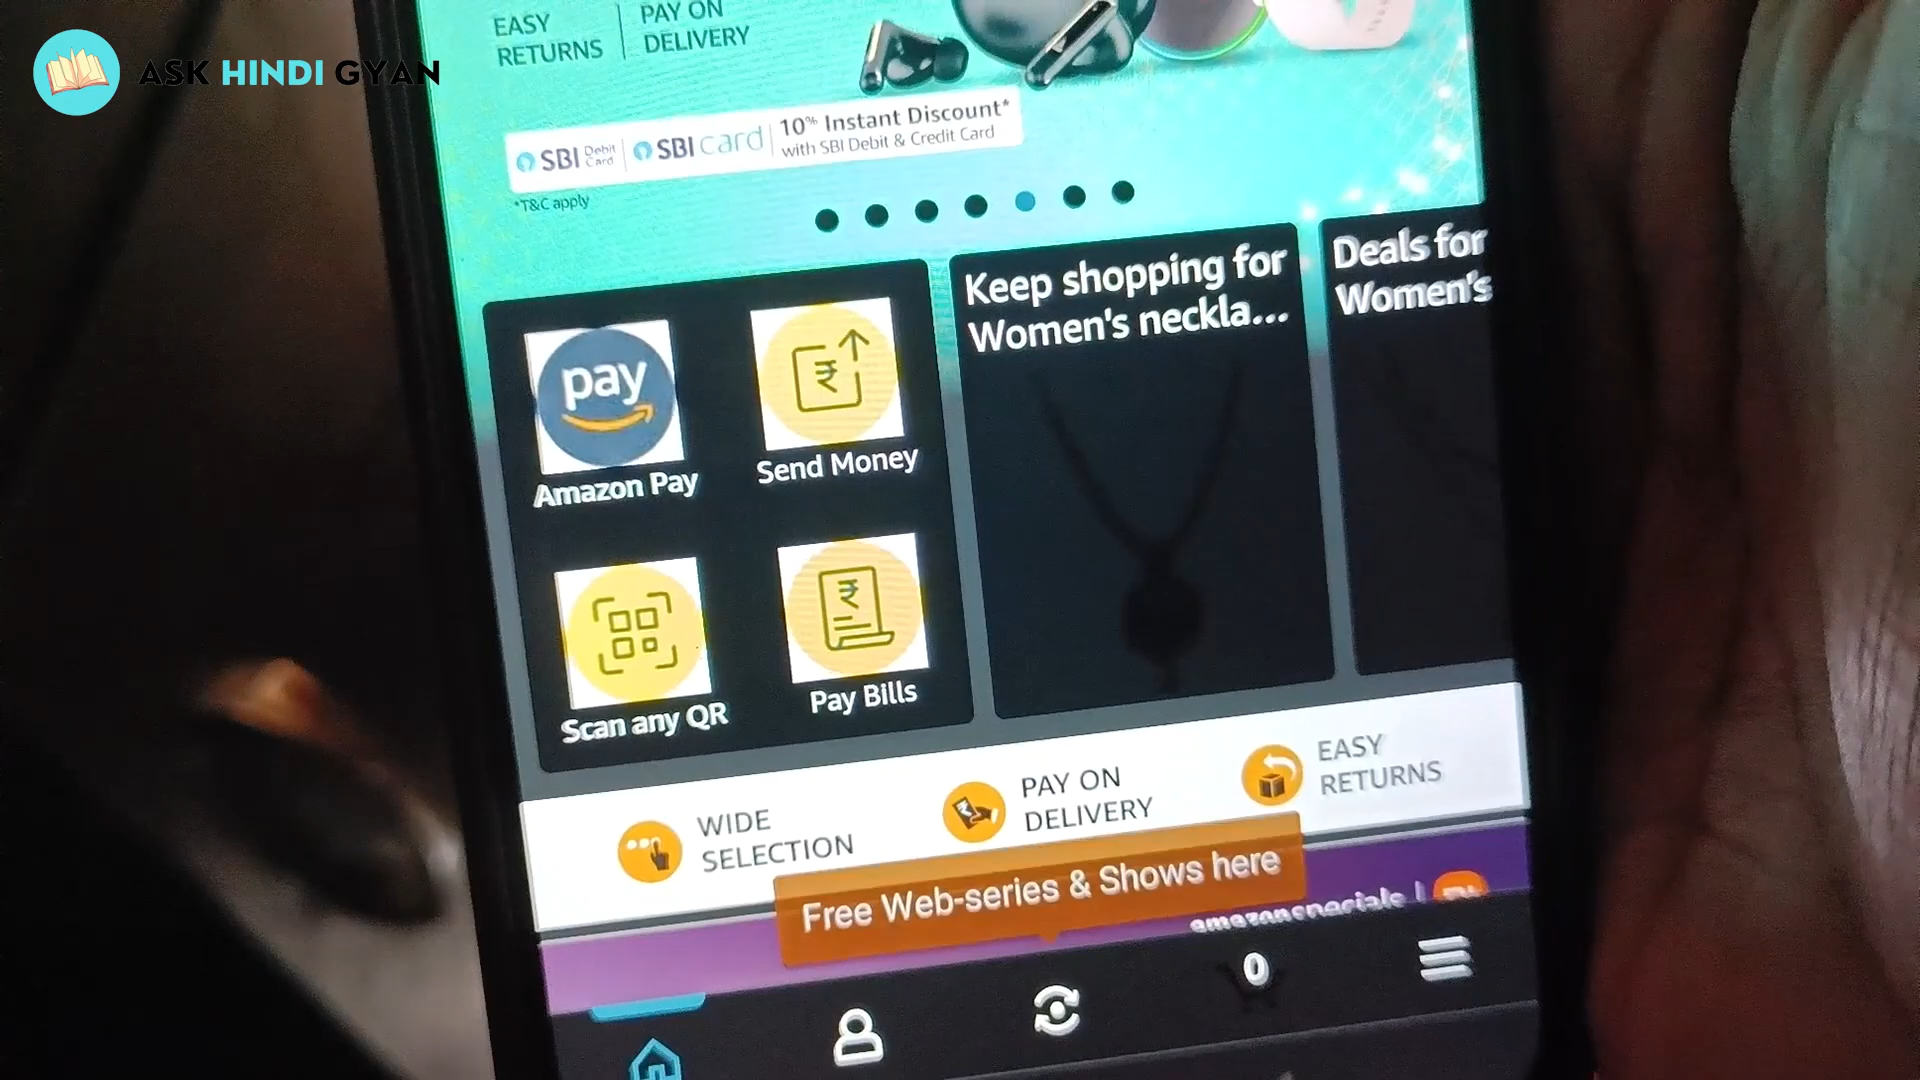 ASK HINDI GYAN
EASY
RETURNS
PAY ON
DELIVERY
SBI Debit Card
SBI card
10% Instant Discount*
with SBI Debit & Credit Card
*T&C apply
Keep shopping for
Women's neckla...
Deals for
Women's
pay
Amazon Pay
Send Money
Scan any QR
Pay Bills
WIDE
SELECTION
PAY ON
DELIVERY
EASY
RETURNS
Free Web-series & Shows here
amazonspecials
0